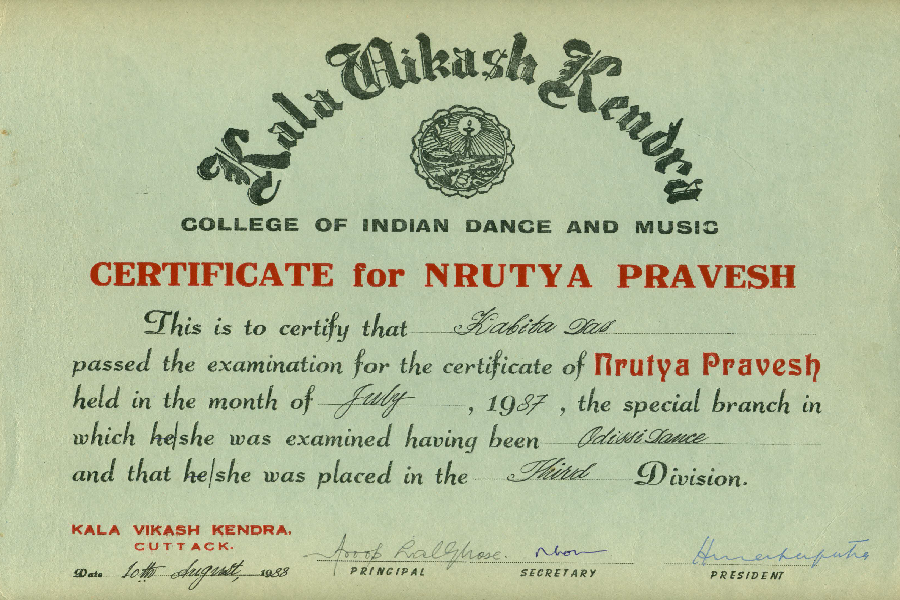 Kala Vikash Kendra
COLLEGE OF INDIAN DANCE AND MUSIC
CERTIFICATE for NRUTYA PRAVESH
This is to certify that Kabita Das
passed the examination for the certificate of Nrutya Pravesh
held in the month of July, 1987, the special branch in
which he/she was examined having been Odissi Dance
and that he/she was placed in the Third Division.
KALA VIKASH KENDRA.
CUTTACK.
Date 10th August, 1988
PRINCIPAL SECRETARY PRESIDENT